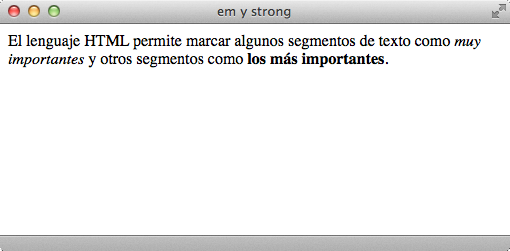 em y strong
El lenguaje HTML permite marcar algunos segmentos de texto como muy
importantes y otros segmentos como los más importantes.